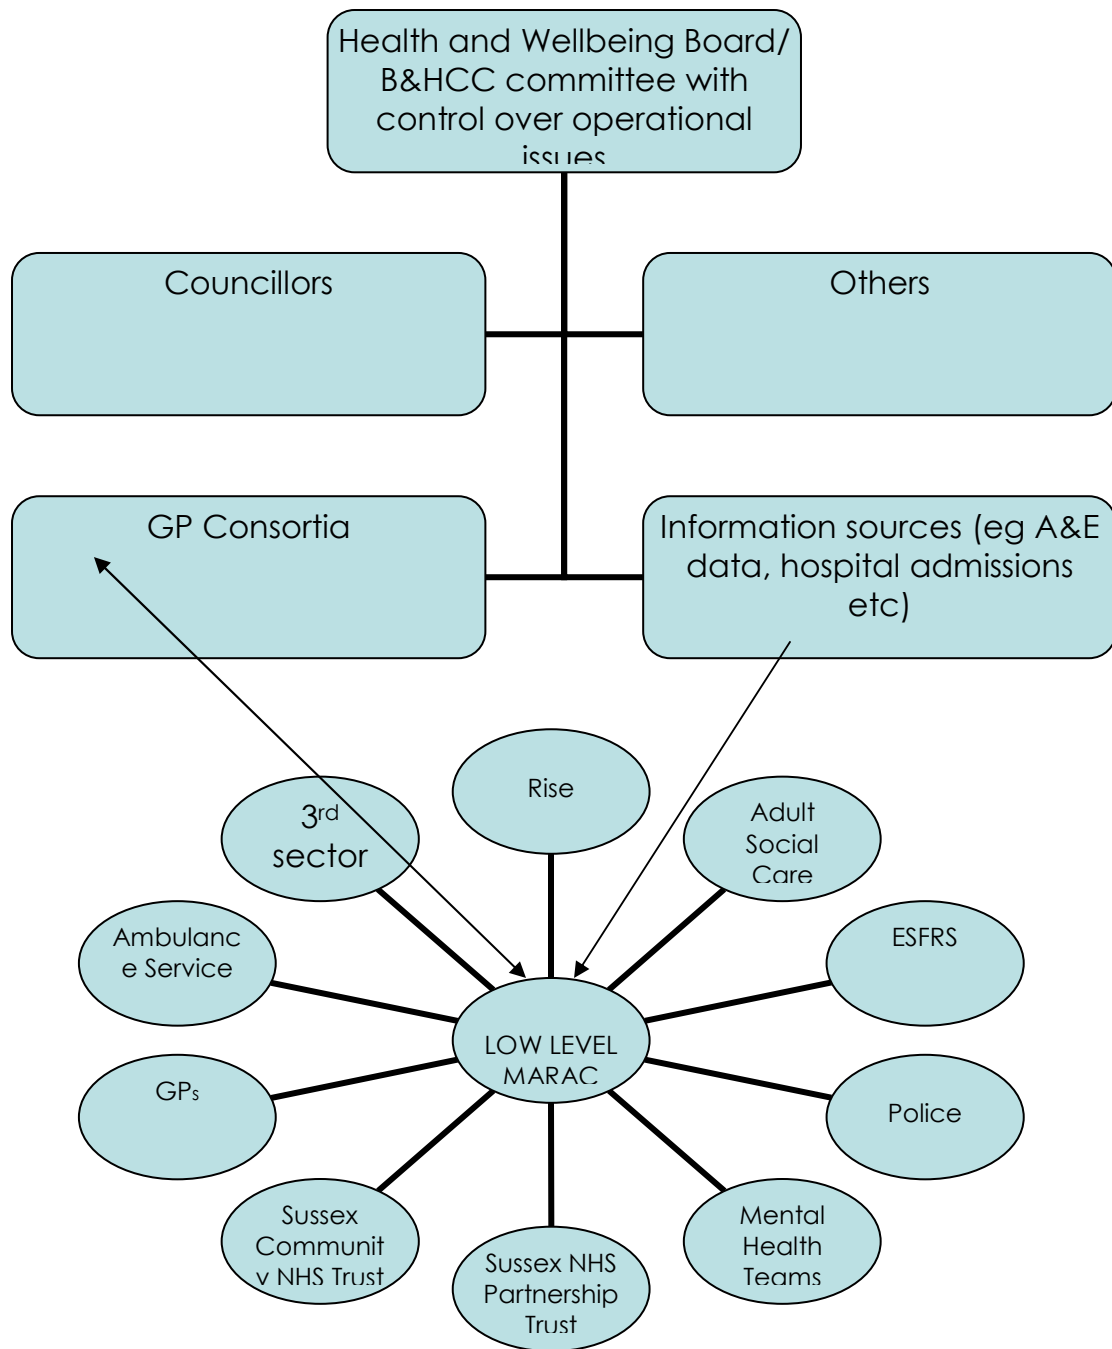 Health and Wellbeing Board/
B&HCC committee with
control over operational
issues
Councillors
Others
GP Consortia
Information sources (eg A&E
data, hospital admissions
etc)
Rise
3rd
sector
Adult
Social
Care
Ambulanc
e Service
ESFRS
LOW LEVEL
MARAC
GPs
Police
Sussex
Communit
y NHS Trust
Sussex NHS
Partnership
Trust
Mental
Health
Teams